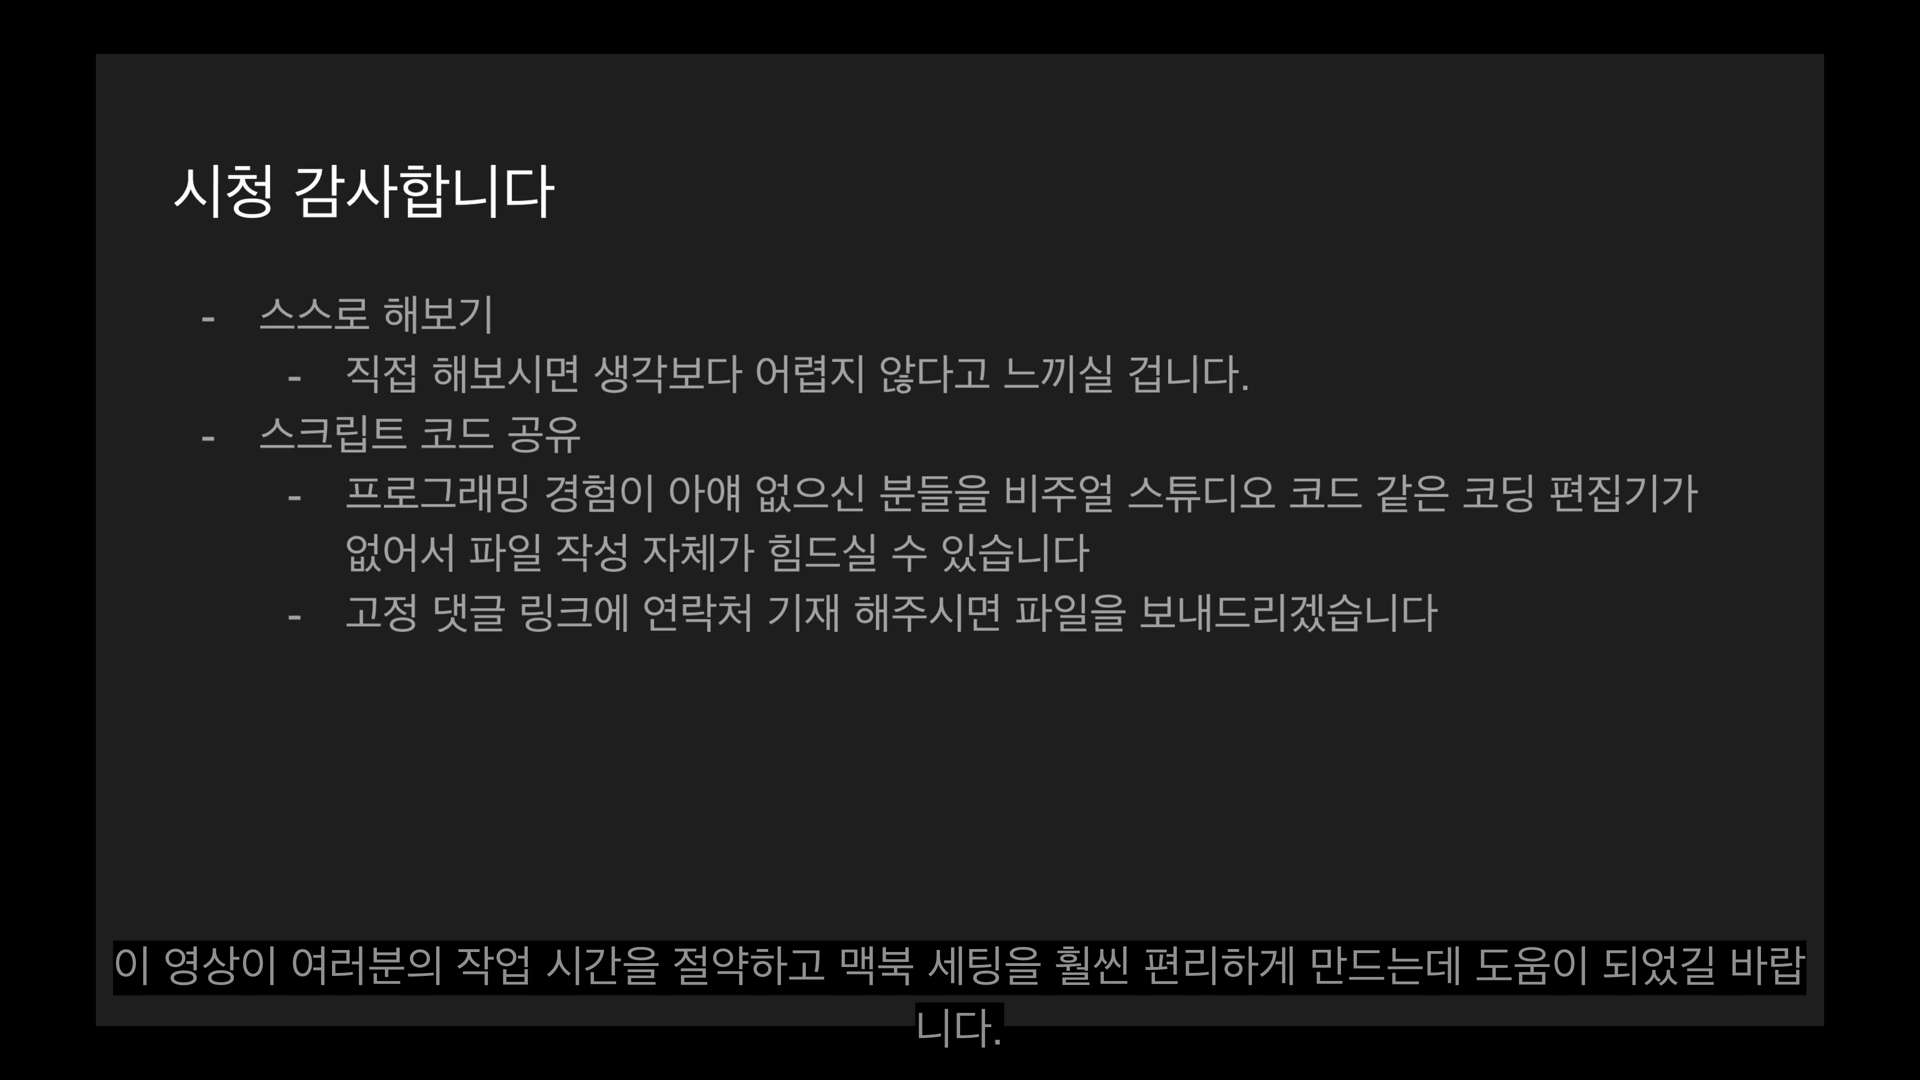 시청 감사합니다
- 스스로 해보기
- 직접 해보시면 생각보다 어렵지 않다고 느끼실 겁니다.
- 스크립트 코드 공유
- 프로그래밍 경험이 아얘 없으신 분들을 비주얼 스튜디오 코드 같은 코딩 편집기가
없어서 파일 작성 자체가 힘드실 수 있습니다
- 고정 댓글 링크에 연락처 기재 해주시면 파일을 보내드리겠습니다
이 영상이 여러분의 작업 시간을 절약하고 맥북 세팅을 훨씬 편리하게 만드는데 도움이 되었길 바랍
니다.